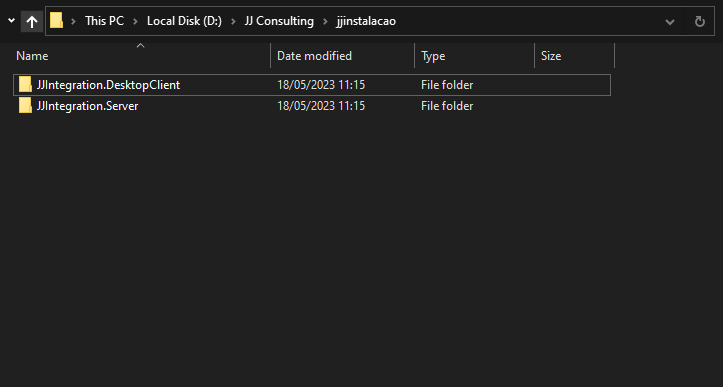 This PC > Local Disk (D:) > JJ Consulting > jjinstalacao
Name Date modified Type Size
JJIntegration.DesktopClient 18/05/2023 11:15 File folder
JJIntegration.Server 18/05/2023 11:15 File folder